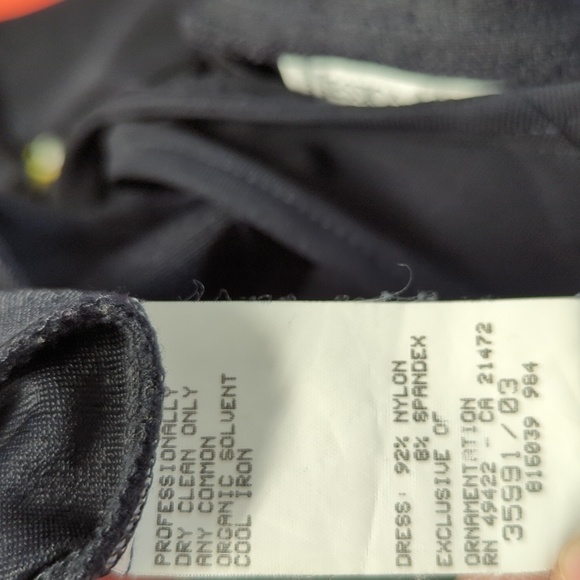 PROFESSIONALLY
DRY CLEAN ONLY
ANY COMMON
ORGANIC SOLVENT
COOL IRON
DRESS: 92% NYLON
8% SPANDEX
EXCLUSIVE OF
ORNAMENTATION
RN 49422 - CA 21472
35991/03
816039 984